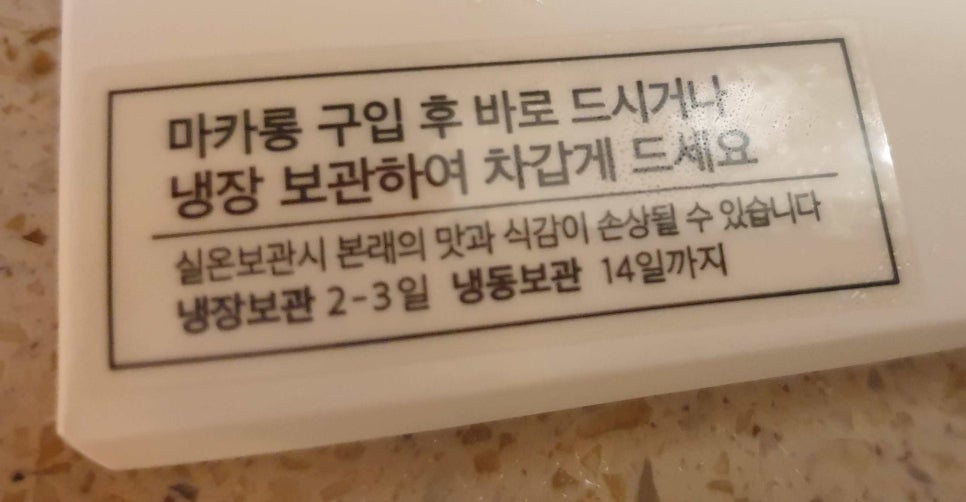 마카롱 구입 후 바로 드시거나
냉장 보관하여 차갑게 드세요
실온보관시 본래의 맛과 식감이 손상될 수 있습니다
냉장보관 2-3일 냉동보관 14일까지